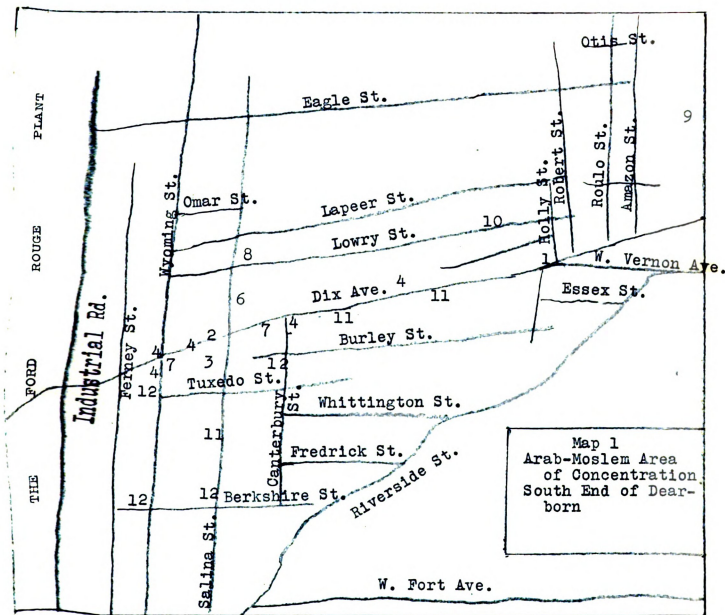 Otis St.
Eagle St.
PLANT
9
Robert St.
Roulo St.
Amazon St.
Holly St.
Wyoming St.
Omar St.
Lapeer St.
Lowry St.
10
ROUGE
8
1
W. Vernon Ave.
Dix Ave.
4
11
Essex St.
6
Industrial Rd.
Ferney St.
4
4
2
7
4
11
Burley St.
4
7
3
12
FORD
12
Tuxedo St.
Canterbury St.
Whittington St.
11
Fredrick St.
Riverside St.
THE
12
12
Berkshire St.
Salina St.
W. Fort Ave.
Map 1
Arab-Moslem Area
of Concentration
South End of Dear-
born